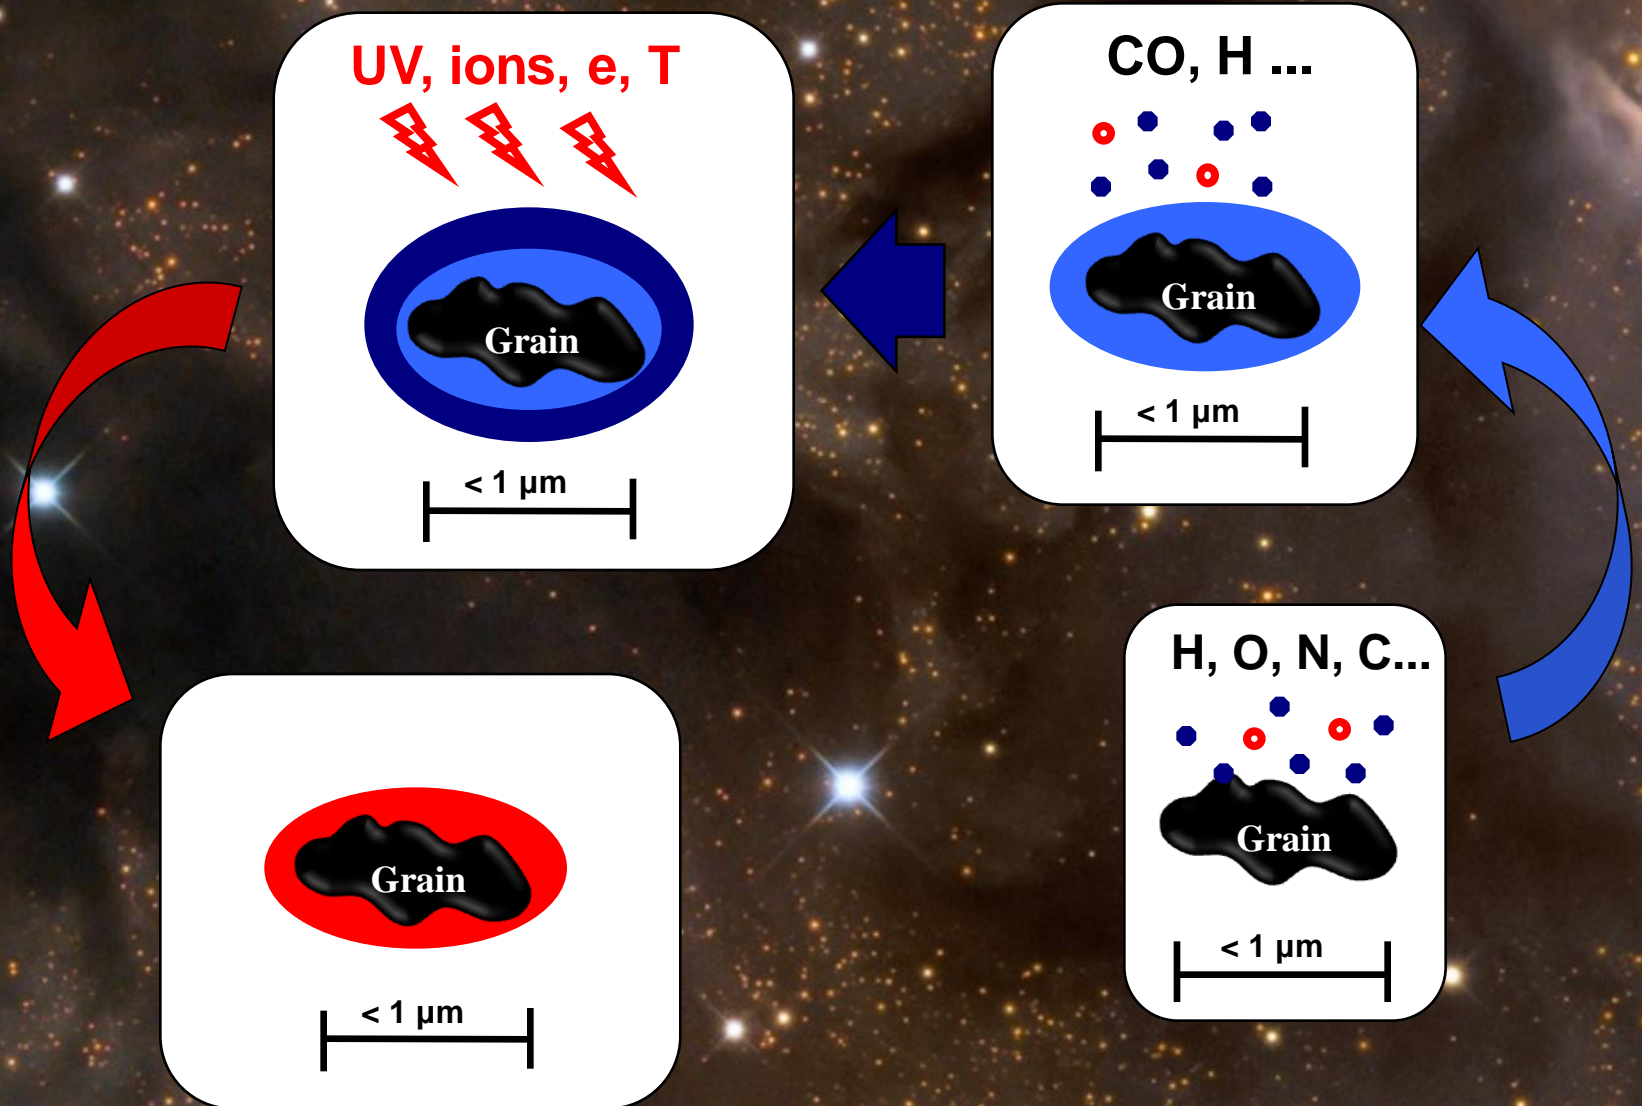 UV, ions, e, T
Grain
< 1 µm
CO, H ...
Grain
< 1 µm
Grain
< 1 µm
H, O, N, C...
Grain
< 1 µm